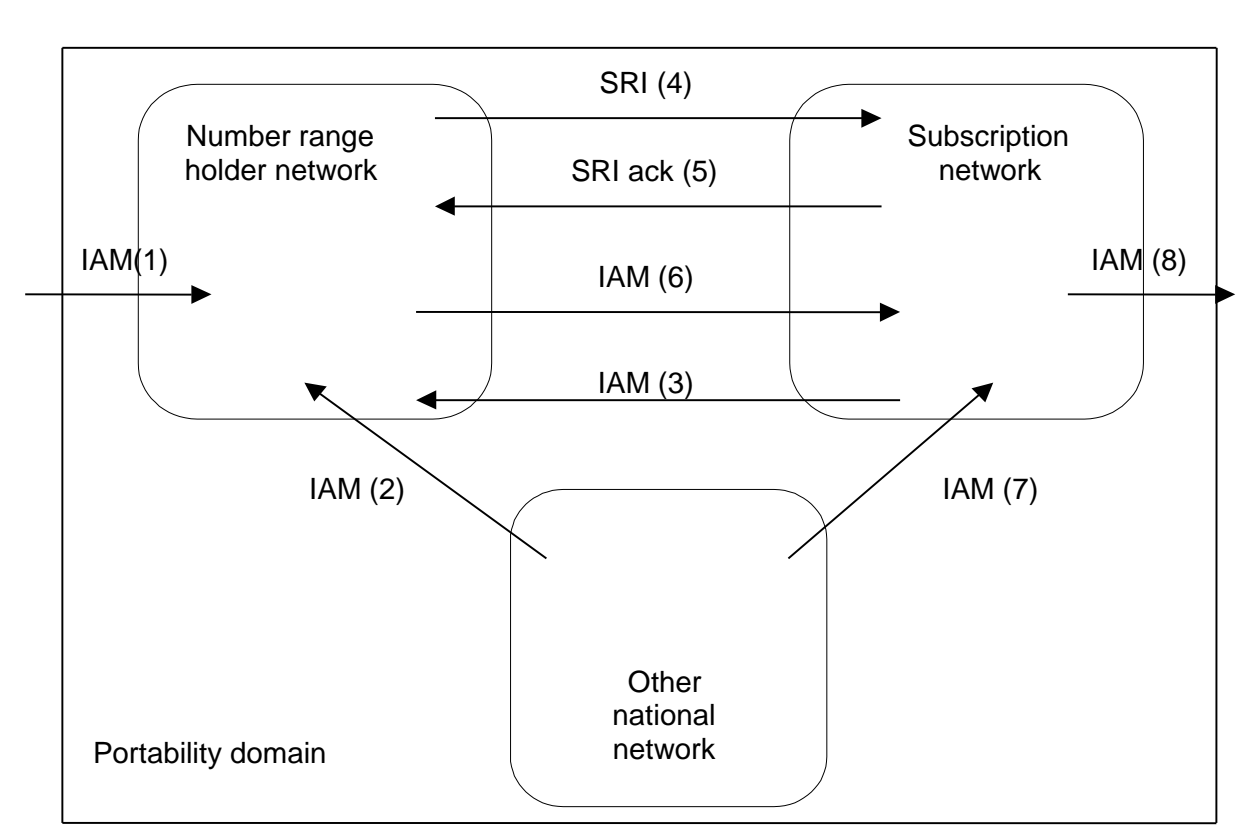 SRI (4)
Number range
holder network
Subscription
network
SRI ack (5)
IAM(1)
IAM (6)
IAM (8)
IAM (3)
IAM (2)
IAM (7)
Other
national
network
Portability domain